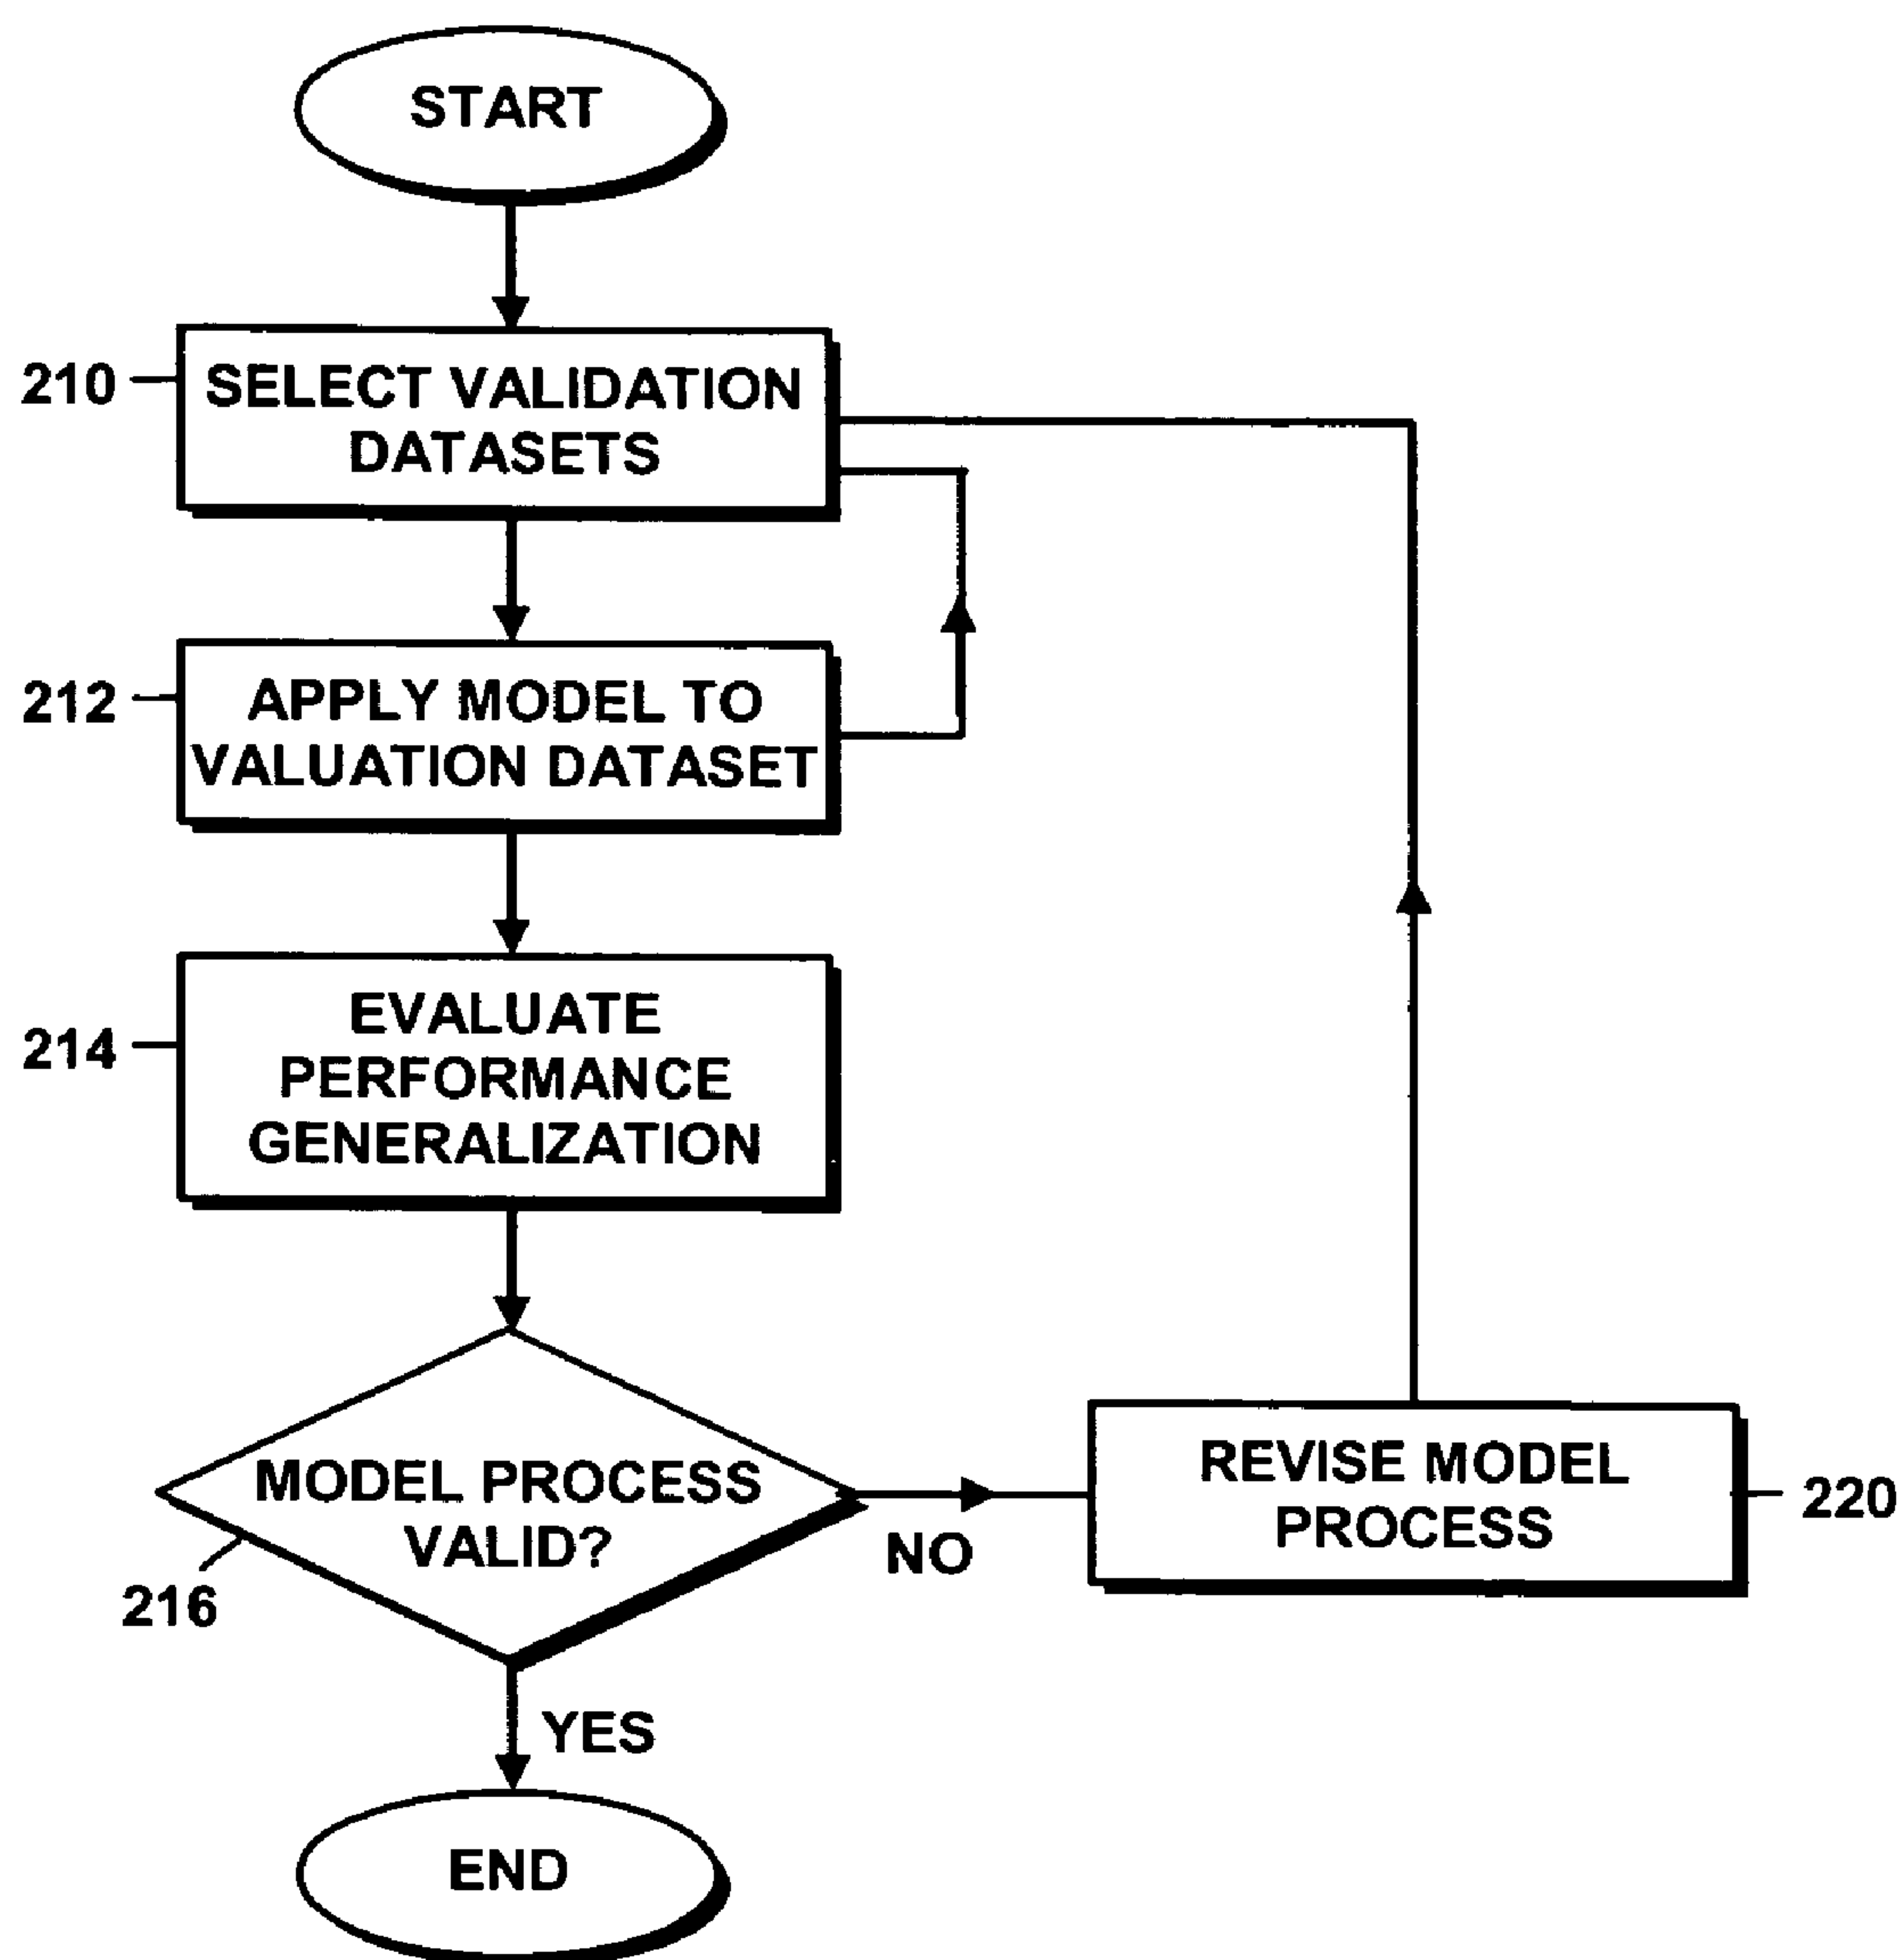 START
210
SELECT VALIDATION
DATASETS
212
APPLY MODEL TO
VALUATION DATASET
214
EVALUATE
PERFORMANCE
GENERALIZATION
MODEL PROCESS
VALID?
216
NO
REVISE MODEL
PROCESS
220
YES
END